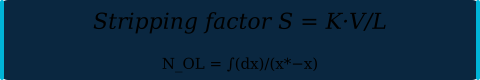 Stripping factor S = K·V/L
N_OL = ∫(dx)/(x*−x)